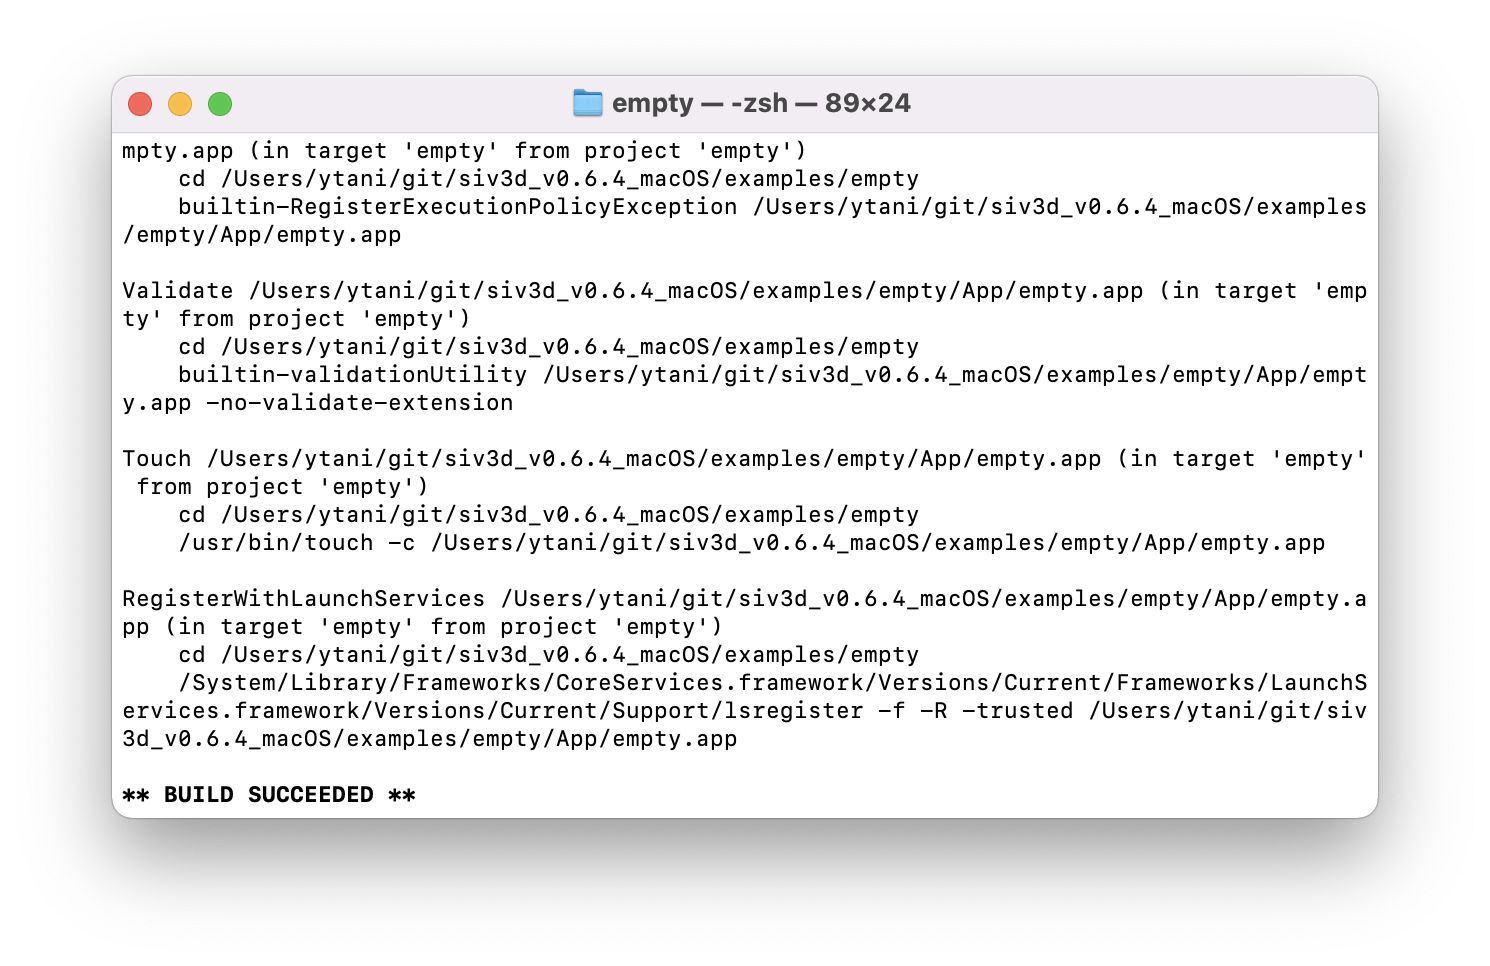 empty — -zsh — 89×24
mpty.app (in target 'empty' from project 'empty')
    cd /Users/ytani/git/siv3d_v0.6.4_macOS/examples/empty
    builtin-RegisterExecutionPolicyException /Users/ytani/git/siv3d_v0.6.4_macOS/examples
/empty/App/empty.app

Validate /Users/ytani/git/siv3d_v0.6.4_macOS/examples/empty/App/empty.app (in target 'emp
ty' from project 'empty')
    cd /Users/ytani/git/siv3d_v0.6.4_macOS/examples/empty
    builtin-validationUtility /Users/ytani/git/siv3d_v0.6.4_macOS/examples/empty/App/empt
y.app -no-validate-extension

Touch /Users/ytani/git/siv3d_v0.6.4_macOS/examples/empty/App/empty.app (in target 'empty'
 from project 'empty')
    cd /Users/ytani/git/siv3d_v0.6.4_macOS/examples/empty
    /usr/bin/touch -c /Users/ytani/git/siv3d_v0.6.4_macOS/examples/empty/App/empty.app

RegisterWithLaunchServices /Users/ytani/git/siv3d_v0.6.4_macOS/examples/empty/App/empty.a
pp (in target 'empty' from project 'empty')
    cd /Users/ytani/git/siv3d_v0.6.4_macOS/examples/empty
    /System/Library/Frameworks/CoreServices.framework/Versions/Current/Frameworks/LaunchS
ervices.framework/Versions/Current/Support/lsregister -f -R -trusted /Users/ytani/git/siv
3d_v0.6.4_macOS/examples/empty/App/empty.app

** BUILD SUCCEEDED **